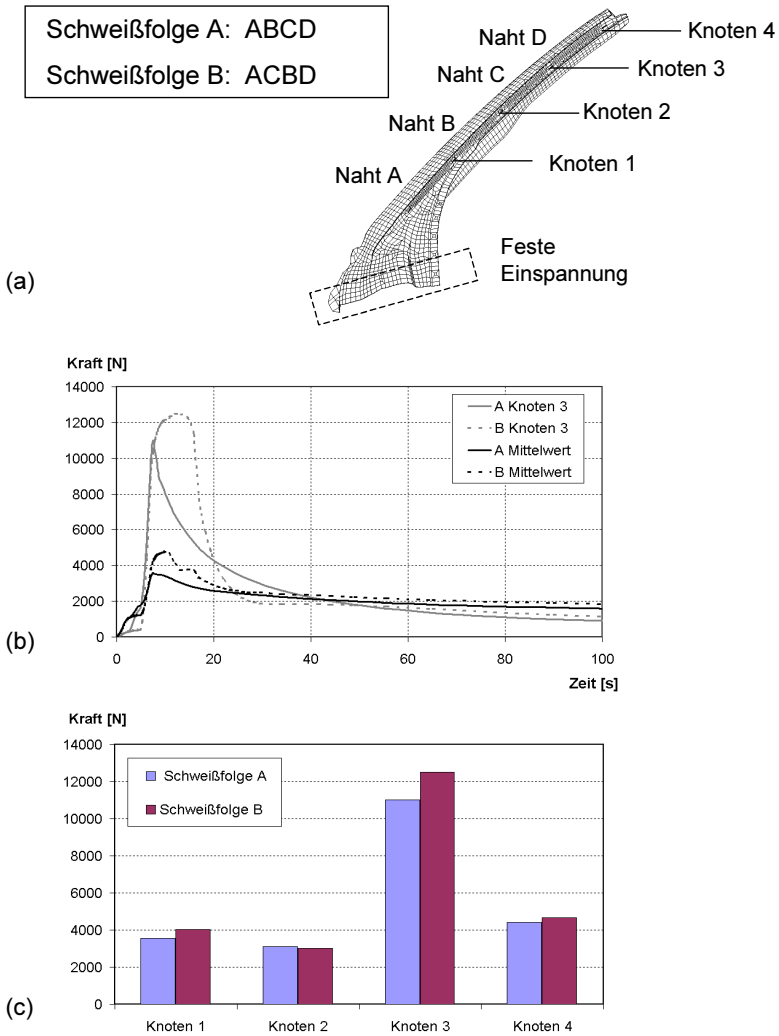 Schweißfolge A: ABCD
Schweißfolge B: ACBD
Naht D
Knoten 4
Naht C
Knoten 3
Knoten 2
Naht B
Knoten 1
Naht A
Feste
Einspannung
(a)
Kraft [N]
14000
12000
10000
8000
6000
4000
2000
0
A Knoten 3
B Knoten 3
A Mittelwert
B Mittelwert
0 20 40 60 80 100
Zeit [s]
(b)
Kraft [N]
14000
12000
10000
8000
6000
4000
2000
0
Schweißfolge A
Schweißfolge B
Knoten 1 Knoten 2 Knoten 3 Knoten 4
(c)